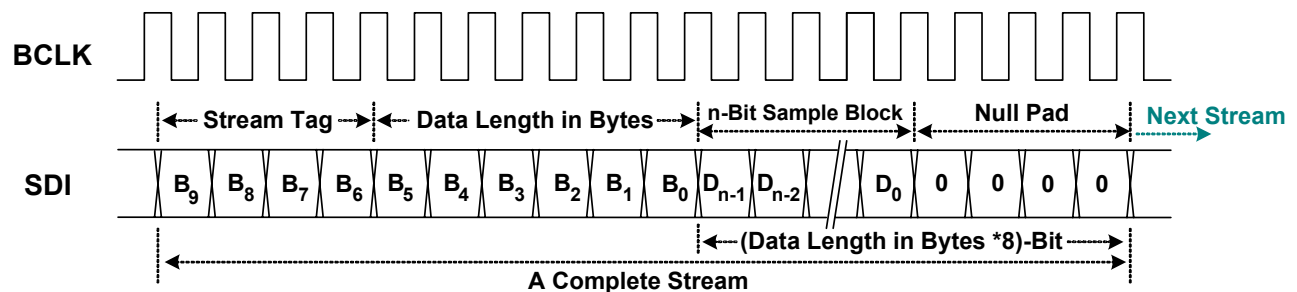 BCLK
Stream Tag Data Length in Bytes n-Bit Sample Block Null Pad Next Stream
SDI B9 B8 B7 B6 B5 B4 B3 B2 B1 B0 Dn-1 Dn-2 D0 0 0 0 0
(Data Length in Bytes *8)-Bit
A Complete Stream